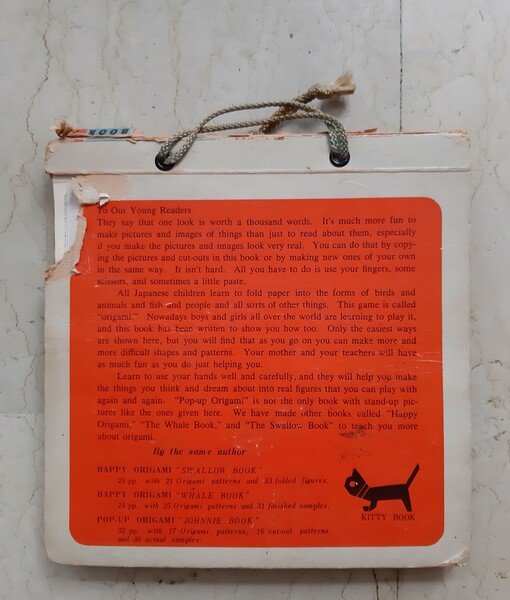 BOOK
To Our Young Readers
They say that one look is worth a thousand words. It's much more fun to
make pictures and images of things than just to read about them, especially
if you make the pictures and images look very real. You can do that by copy-
ing the pictures and cut-outs in this book or by making new ones of your own
in the same way. It isn't hard. All you have to do is use your fingers, some
scissors, and sometimes a little paste.
All Japanese children learn to fold paper into the forms of birds and
animals and fish and people and all sorts of other things. This game is called
"origami." Nowadays boys and girls all over the world are learning to play it,
and this book has been written to show you how too. Only the easiest ways
are shown here, but you will find that as you go on you can make more and
more difficult shapes and patterns. Your mother and your teachers will have
as much fun as you do just helping you.
Learn to use your hands well and carefully, and they will help you make
the things you think and dream about into real figures that you can play with
again and again. "Pop-up Origami" is not the only book with stand-up pic-
tures like the ones given here. We have made other books called "Happy
Origami," "The Whale Book," and "The Swallow Book" to teach you more
about origami.
By the same author
HAPPY ORIGAMI "SWALLOW BOOK"
25 pp. with 21 Origami patterns and 33 folded figures.
HAPPY ORIGAMI "WHALE BOOK"
24 pp. with 25 Origami patterns and 31 finished samples.
POP-UP ORIGAMI "JOHNNIE BOOK"
32 pp. with 17 Origami patterns, 16 cut-out patterns
and 39 actual samples.
KITTY BOOK